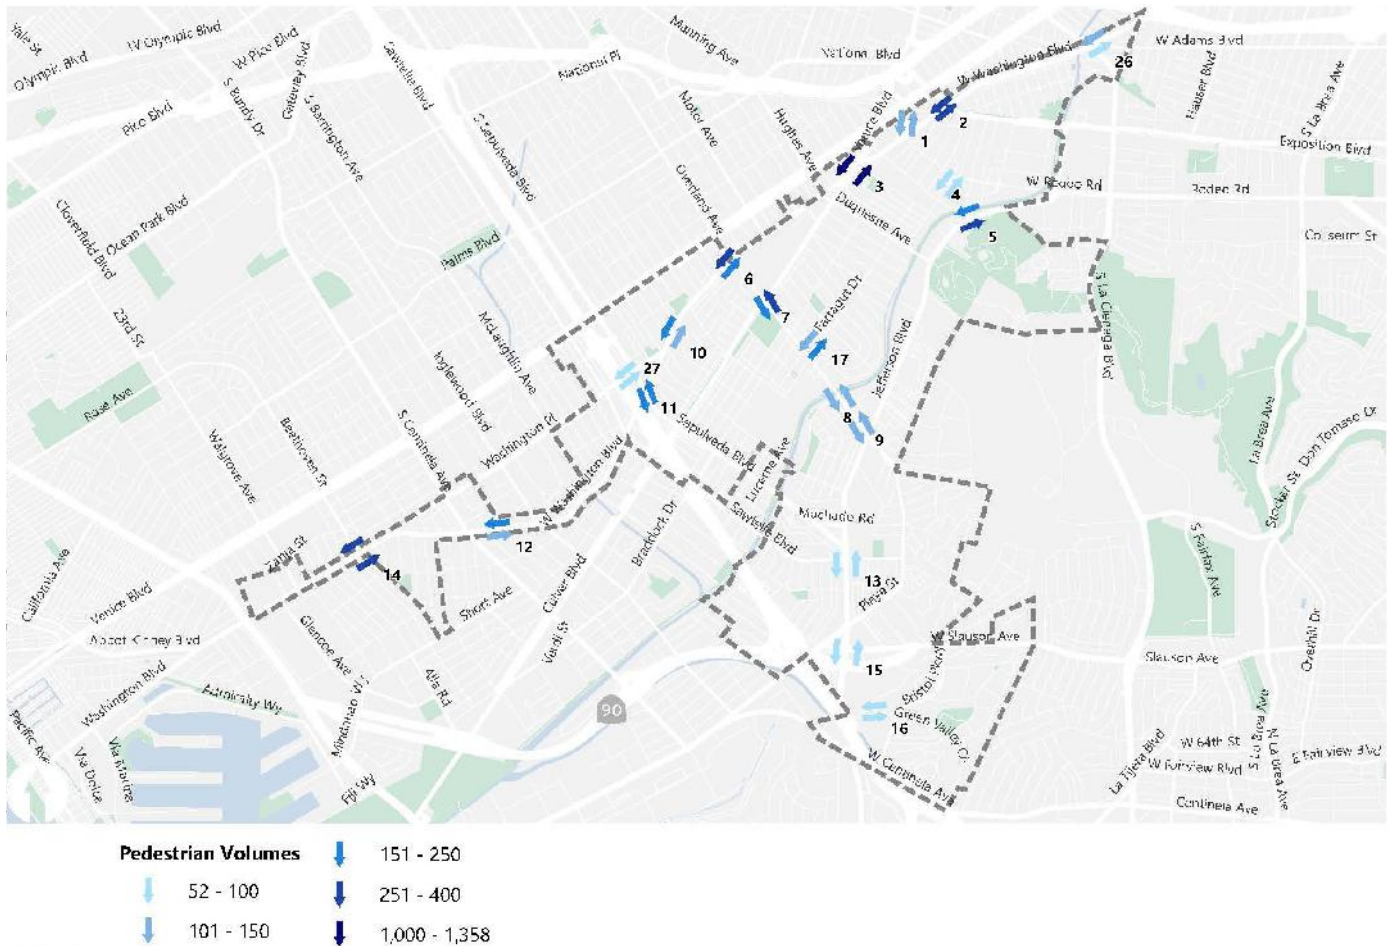 Yale St
Olympic Blvd
W Olympic Blvd
W Pico Blvd
Gateway Blvd
S Bundy Dr
S Barrington Ave
Pico Blvd
Sawtelle Blvd
S Sepulveda Blvd
National Pl
Manning Ave
National Blvd
Motor Ave
Hughes Ave
W Washington Blvd
W Adams Blvd
26
Hauser Blvd
S La Brea Ave
Exposition Blvd
1
2
3
4
5
W Rodeo Rd
Rodeo Rd
Coliseum St
Duquesne Ave
Overland Ave
Cloverfield Blvd
Ocean Park Blvd
Palms Blvd
23rd St
6
7
Farragut Dr
17
Jefferson Blvd
S La Cienega Blvd
McLaughlin Ave
Inglewood Blvd
10
27
11
8
9
Rose Ave
Walgrove Ave
Beethoven St
S Centinela Ave
Washington Pl
W Washington Blvd
Sepulveda Blvd
Lucerne Ave
La Brea Ave
Don Tomaso Dr
Stocker St
Sawtelle Blvd
Machado Rd
Braddock Dr
Zania St
12
14
13
Playa St
S Fairfax Ave
California Ave
Venice Blvd
Abbot Kinney Blvd
Short Ave
Culver Blvd
Verdi St
Glencoe Ave
Alla Rd
Mindanao Wy
Washington Blvd
Admiralty Wy
W Slauson Ave
Slauson Ave
15
Bristol Pkwy
Overhill Dr
90
16
Green Valley Cir
Pacific Ave
Via Dolce
Via Marina
Fiji Wy
W Centinela Ave
La Tijera Blvd
W 64th St
W Fairview Blvd
N La Brea Ave
E Fairview Blvd
Centinela Ave
Pedestrian Volumes
52 - 100
101 - 150
151 - 250
251 - 400
1,000 - 1,358